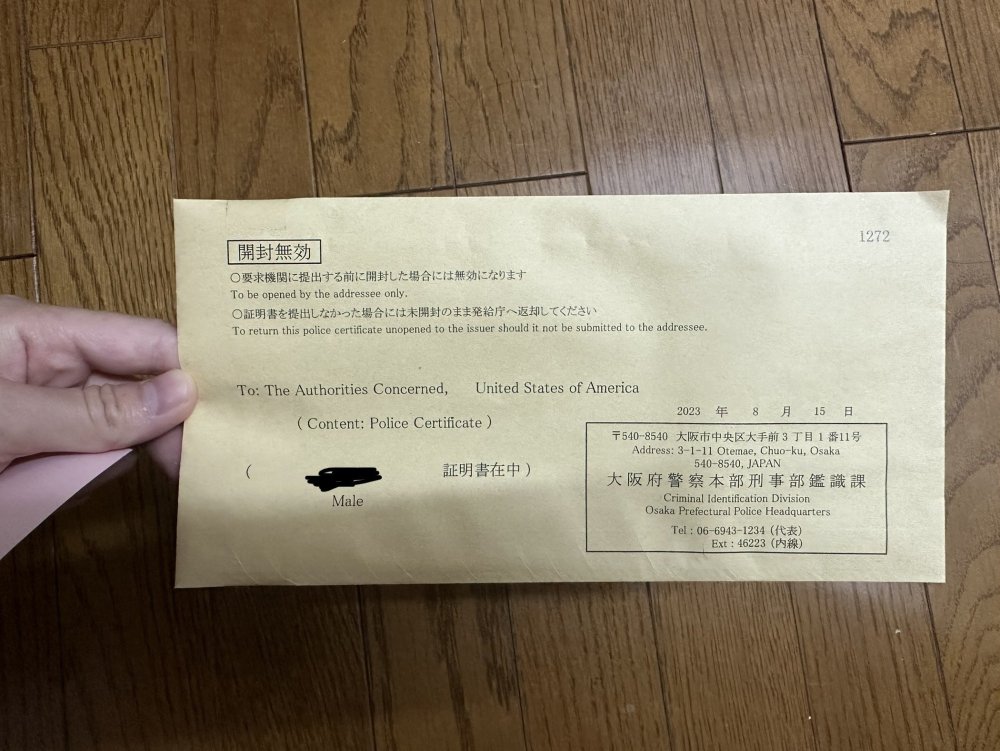 1272
開封無効
○要求機関に提出する前に開封した場合には無効になります
To be opened by the addressee only.
○証明書を提出しなかった場合には未開封のまま発給庁へ返却してください
To return this police certificate unopened to the issuer should it not be submitted to the addressee.
To: The Authorities Concerned, United States of America
( Content: Police Certificate )
( 証明書在中 )
Male
2023 年 8 月 15 日
〒540-8540 大阪市中央区大手前3丁目1番11号
Address: 3-1-11 Otemae, Chuo-ku, Osaka
540-8540, JAPAN
大阪府警察本部刑事部鑑識課
Criminal Identification Division
Osaka Prefectural Police Headquarters
Tel : 06-6943-1234 (代表)
Ext : 46223 (内線)